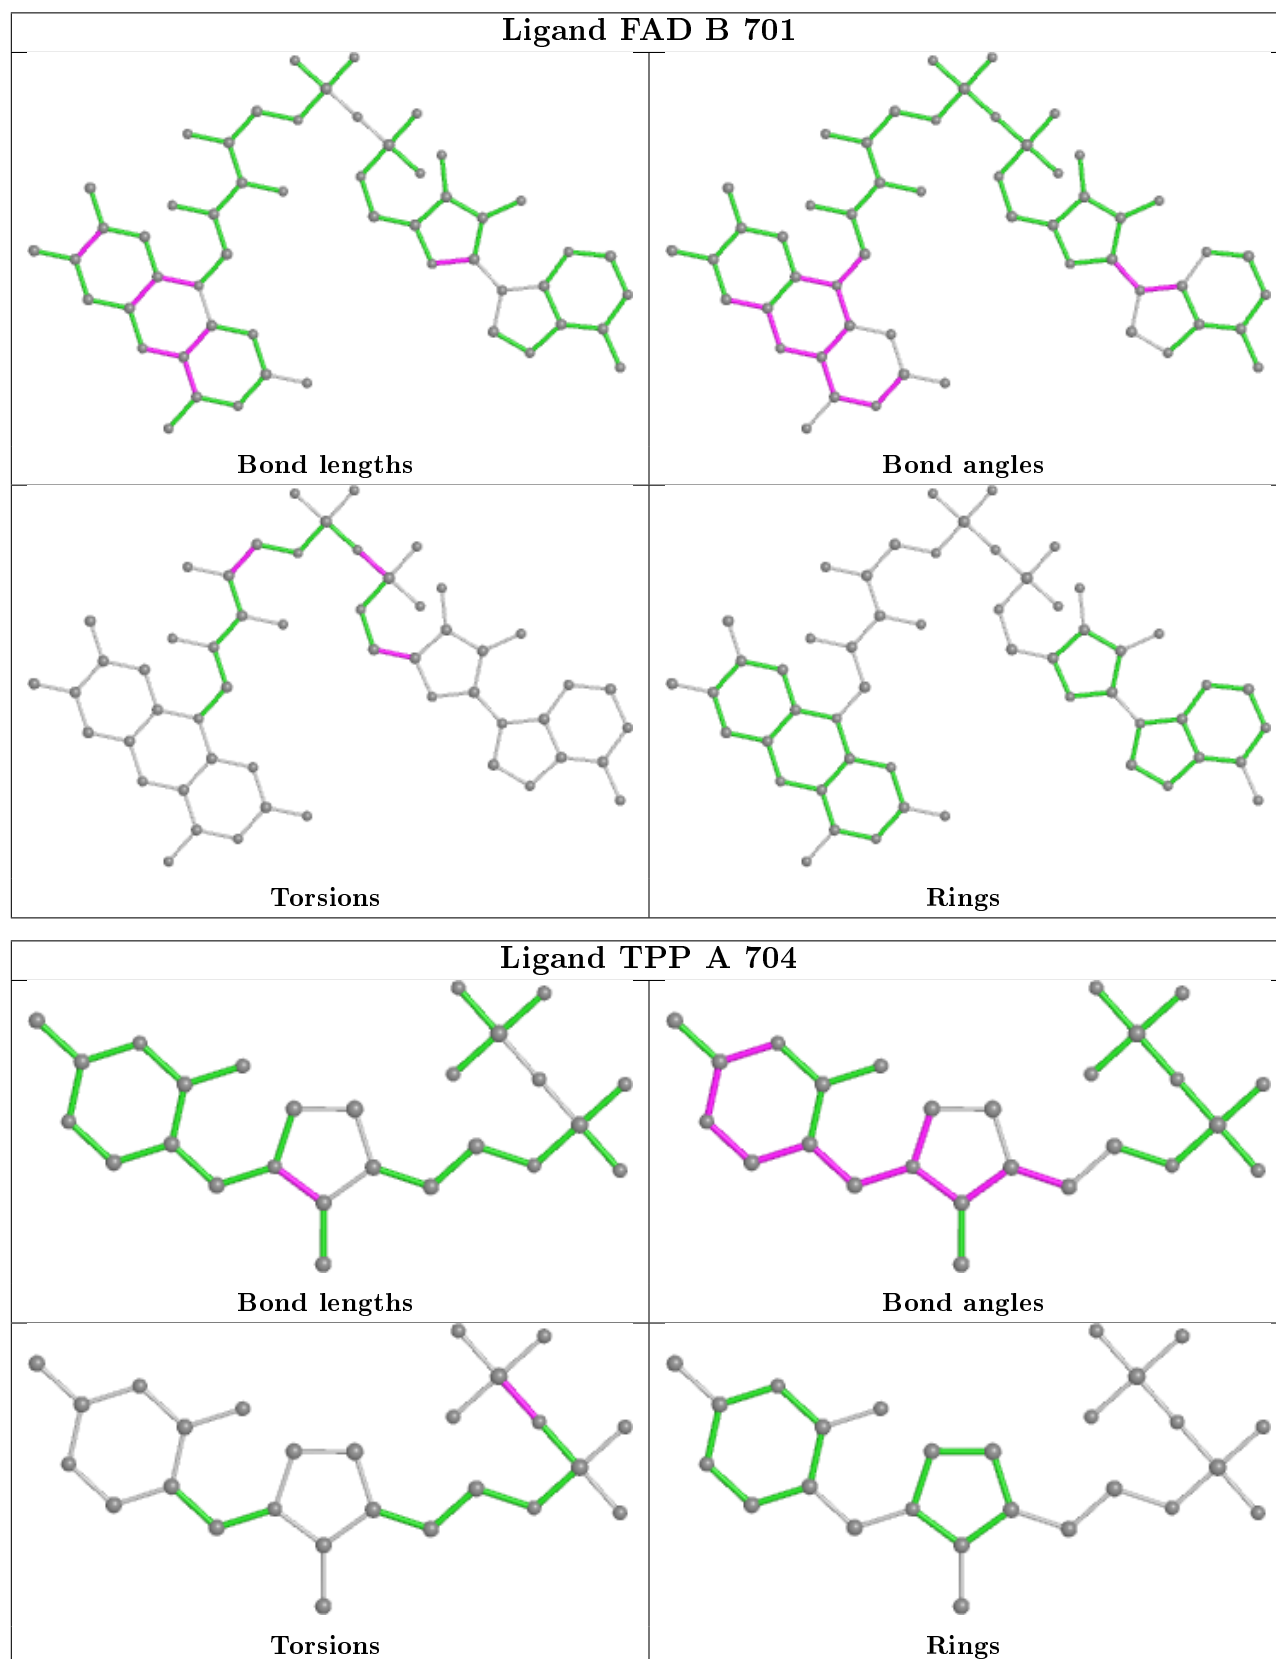 Ligand FAD B 701
Bond lengths
Bond angles
Torsions
Rings
Ligand TPP A 704
Bond lengths
Bond angles
Torsions
Rings